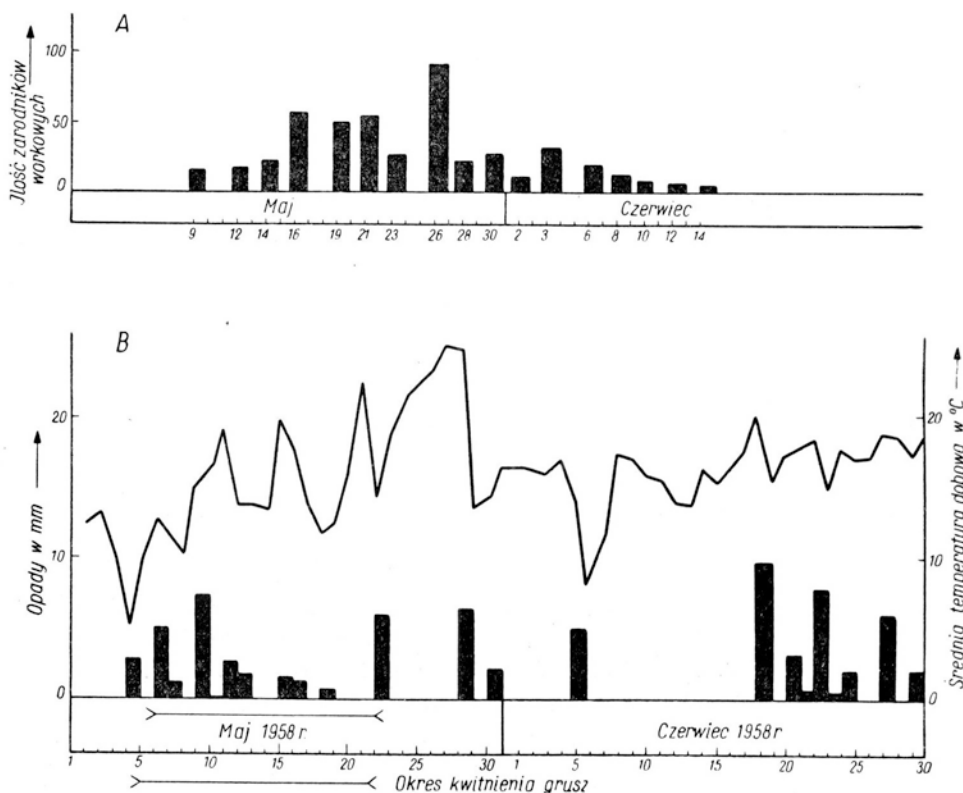 A
Jlość zarodników
workowych
100
50
0
Maj
Czerwiec
9 12 14 16 19 21 23 26 28 30 2 3 6 8 10 12 14
B
Opady w mm
20
10
0
Średnia temperatura dobowa w °C
20
10
0
Maj 1958 r.
Czerwiec 1958 r
1 5 10 15 20 25 30 1 5 10 15 20 25 30
Okres kwitnienia grusz